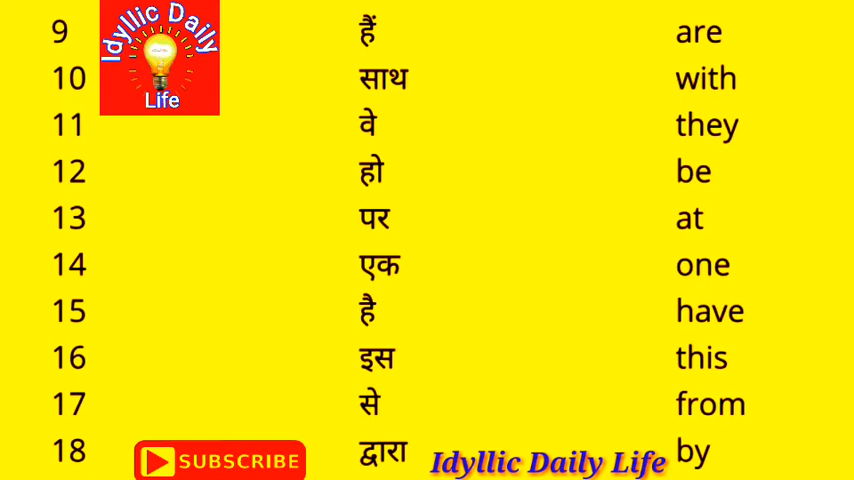 9 हैं are
Idyllic Daily
Life
10 साथ with
11 वे they
12 हो be
13 पर at
14 एक one
15 है have
16 इस this
17 से from
18 द्वारा by
SUBSCRIBE
Idyllic Daily Life